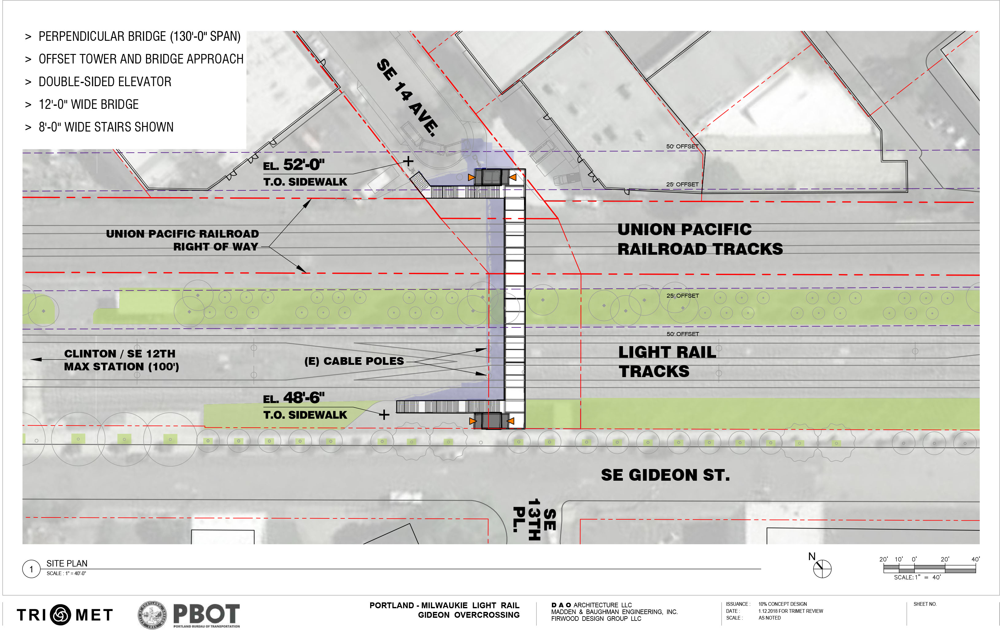 > PERPENDICULAR BRIDGE (130'-0" SPAN)
> OFFSET TOWER AND BRIDGE APPROACH
> DOUBLE-SIDED ELEVATOR
> 12'-0" WIDE BRIDGE
> 8'-0" WIDE STAIRS SHOWN
SE 14 AVE.
50' OFFSET
EL. 52'-0"
T.O. SIDEWALK
25' OFFSET
UNION PACIFIC RAILROAD
RIGHT OF WAY
UNION PACIFIC
RAILROAD TRACKS
25' OFFSET
50' OFFSET
CLINTON / SE 12TH
MAX STATION (100')
(E) CABLE POLES
LIGHT RAIL
TRACKS
EL. 48'-6"
T.O. SIDEWALK
SE GIDEON ST.
SE
13TH
PL.
1
SITE PLAN
SCALE : 1" = 40'-0"
N
20' 10' 0' 20' 40'
SCALE: 1" = 40'
TRI MET
CITY OF PORTLAND, OREGON
1851
PBOT
PORTLAND BUREAU OF TRANSPORTATION
PORTLAND - MILWAUKIE LIGHT RAIL
GIDEON OVERCROSSING
DAO ARCHITECTURE LLC
MADDEN & BAUGHMAN ENGINEERING, INC.
FIRWOOD DESIGN GROUP LLC
ISSUANCE : 10% CONCEPT DESIGN
DATE : 1.12.2018 FOR TRIMET REVIEW
SCALE : AS NOTED
SHEET NO.